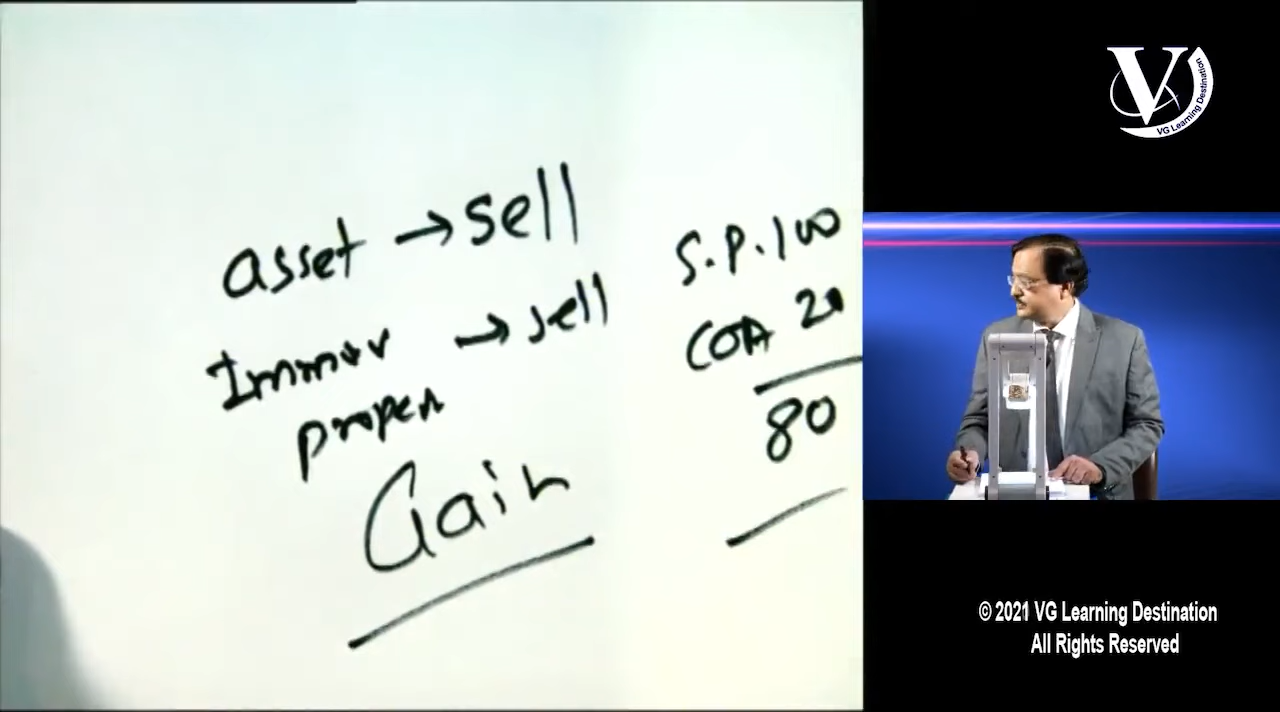 asset → sell
Immov → sell
proper
Gain
S.P. 100
COA 20
80
VG Learning Destination
© 2021 VG Learning Destination
All Rights Reserved